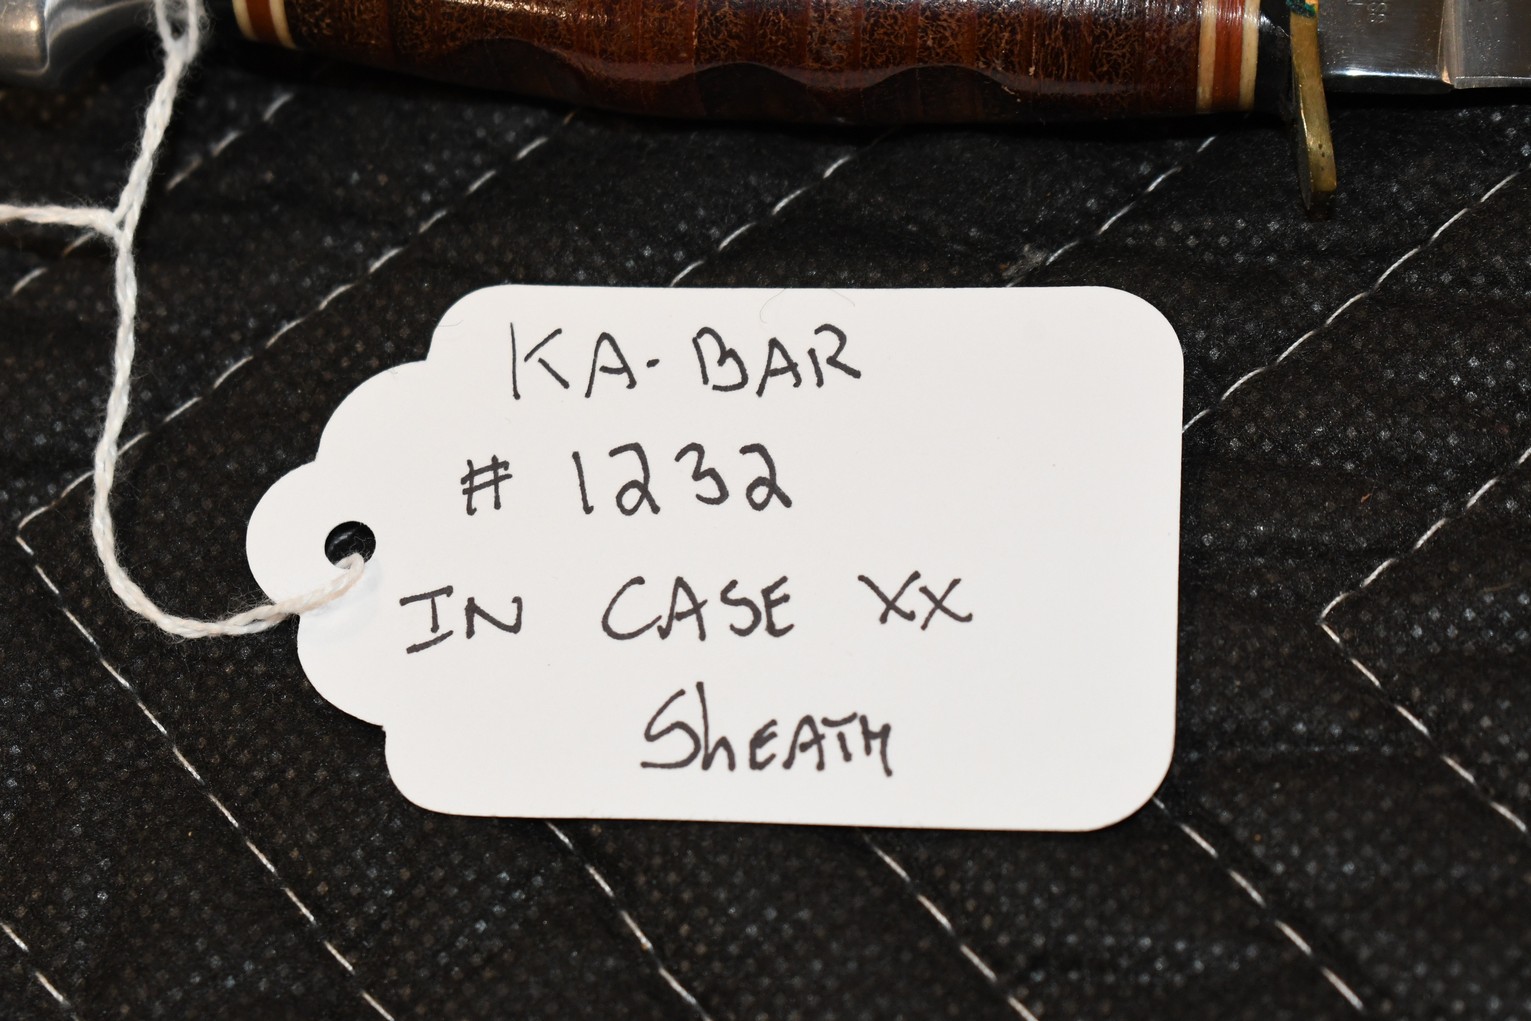 KA-BAR
# 1232
IN CASE XX
ShEATH